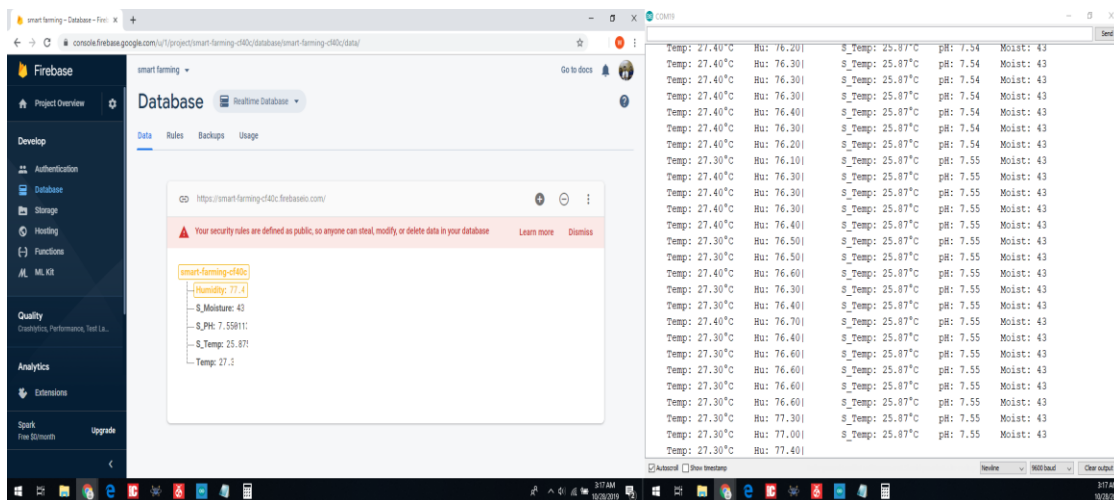 smart farming – Database – Fire
console.firebase.google.com/u/1/project/smart-farming-cf40c/database/smart-farming-cf40c/data/
Firebase
smart farming
Go to docs
Project Overview
Database
Realtime Database
Develop
Data Rules Backups Usage
Authentication
Database
Storage
Hosting
Functions
ML Kit
https://smart-farming-cf40c.firebaseio.com/
Your security rules are defined as public, so anyone can steal, modify, or delete data in your database Learn more Dismiss
smart-farming-cf40c
Humidity: 77.4
S_Moisture: 43
S_PH: 7.55011
S_Temp: 25.87
Temp: 27.3
Quality
Crashlytics, Performance, Test La...
Analytics
Extensions
Spark
Free $0/month
Upgrade
3:17 AM
10/20/2019
COM18
Send
Temp: 27.40°C Hu: 76.20| S_Temp: 25.87°C pH: 7.54 Moist: 43
Temp: 27.40°C Hu: 76.30| S_Temp: 25.87°C pH: 7.54 Moist: 43
Temp: 27.40°C Hu: 76.30| S_Temp: 25.87°C pH: 7.54 Moist: 43
Temp: 27.40°C Hu: 76.30| S_Temp: 25.87°C pH: 7.54 Moist: 43
Temp: 27.40°C Hu: 76.40| S_Temp: 25.87°C pH: 7.54 Moist: 43
Temp: 27.40°C Hu: 76.30| S_Temp: 25.87°C pH: 7.54 Moist: 43
Temp: 27.40°C Hu: 76.20| S_Temp: 25.87°C pH: 7.54 Moist: 43
Temp: 27.30°C Hu: 76.10| S_Temp: 25.87°C pH: 7.55 Moist: 43
Temp: 27.40°C Hu: 76.30| S_Temp: 25.87°C pH: 7.55 Moist: 43
Temp: 27.40°C Hu: 76.30| S_Temp: 25.87°C pH: 7.55 Moist: 43
Temp: 27.40°C Hu: 76.30| S_Temp: 25.87°C pH: 7.55 Moist: 43
Temp: 27.40°C Hu: 76.40| S_Temp: 25.87°C pH: 7.55 Moist: 43
Temp: 27.30°C Hu: 76.50| S_Temp: 25.87°C pH: 7.55 Moist: 43
Temp: 27.30°C Hu: 76.50| S_Temp: 25.87°C pH: 7.55 Moist: 43
Temp: 27.40°C Hu: 76.60| S_Temp: 25.87°C pH: 7.55 Moist: 43
Temp: 27.30°C Hu: 76.30| S_Temp: 25.87°C pH: 7.55 Moist: 43
Temp: 27.30°C Hu: 76.40| S_Temp: 25.87°C pH: 7.55 Moist: 43
Temp: 27.40°C Hu: 76.70| S_Temp: 25.87°C pH: 7.55 Moist: 43
Temp: 27.30°C Hu: 76.40| S_Temp: 25.87°C pH: 7.55 Moist: 43
Temp: 27.30°C Hu: 76.60| S_Temp: 25.87°C pH: 7.55 Moist: 43
Temp: 27.30°C Hu: 76.60| S_Temp: 25.87°C pH: 7.55 Moist: 43
Temp: 27.30°C Hu: 76.60| S_Temp: 25.87°C pH: 7.55 Moist: 43
Temp: 27.30°C Hu: 76.60| S_Temp: 25.87°C pH: 7.55 Moist: 43
Temp: 27.30°C Hu: 77.30| S_Temp: 25.87°C pH: 7.55 Moist: 43
Temp: 27.30°C Hu: 77.00| S_Temp: 25.87°C pH: 7.55 Moist: 43
Temp: 27.30°C Hu: 77.40|
Autoscroll Show timestamp Newline 9600 baud Clear output
3:17 AM